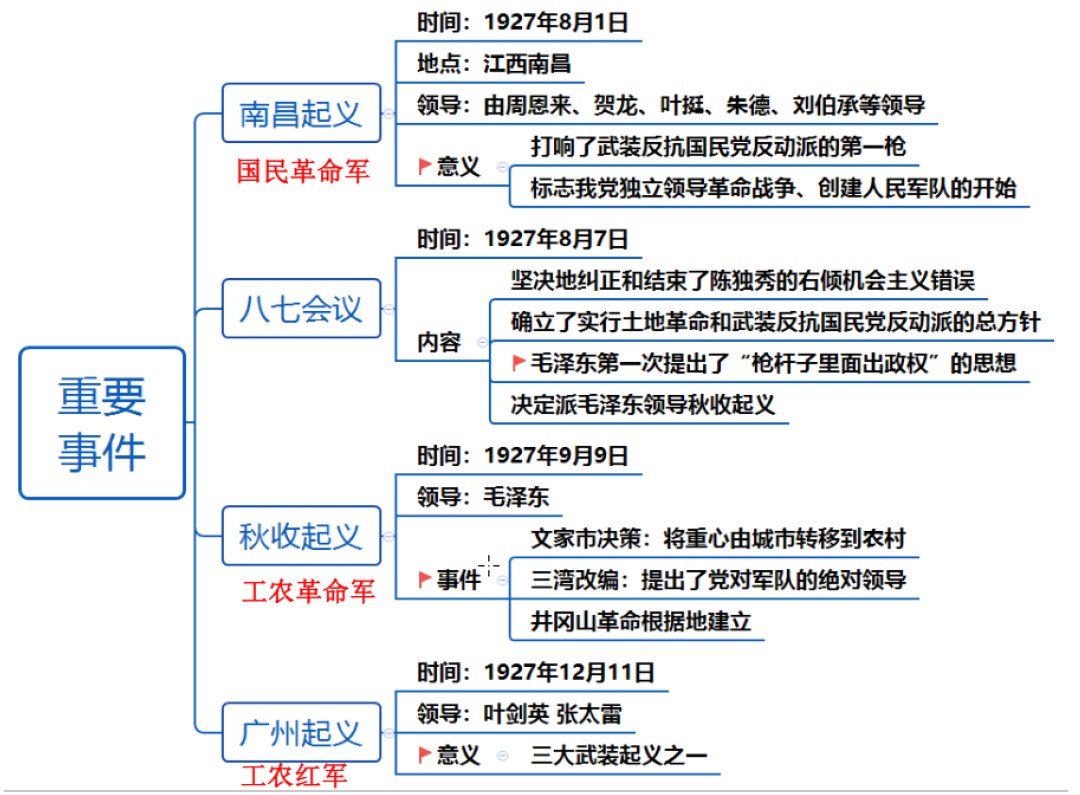 重要
事件
南昌起义
国民革命军
时间：1927年8月1日
地点：江西南昌
领导：由周恩来、贺龙、叶挺、朱德、刘伯承等领导
意义
打响了武装反抗国民党反动派的第一枪
标志我党独立领导革命战争、创建人民军队的开始
八七会议
时间：1927年8月7日
内容
坚决地纠正和结束了陈独秀的右倾机会主义错误
确立了实行土地革命和武装反抗国民党反动派的总方针
毛泽东第一次提出了“枪杆子里面出政权”的思想
决定派毛泽东领导秋收起义
秋收起义
工农革命军
时间：1927年9月9日
领导：毛泽东
事件
文家市决策：将重心由城市转移到农村
三湾改编：提出了党对军队的绝对领导
井冈山革命根据地建立
广州起义
工农红军
时间：1927年12月11日
领导：叶剑英 张太雷
意义
三大武装起义之一